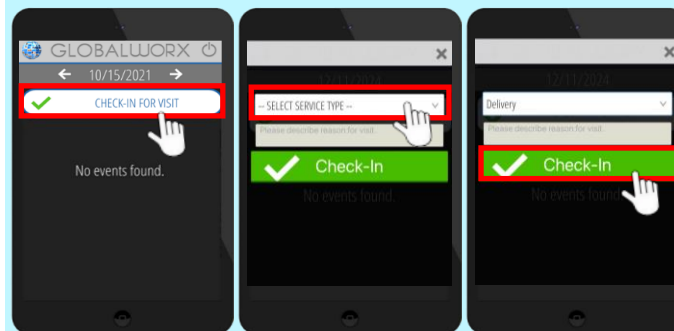 GLOBALWORX
10/15/2021
CHECK-IN FOR VISIT
No events found.
12/11/2024
-- SELECT SERVICE TYPE --
Please describe reason for visit.
Check-In
No events found.
12/11/2024
Delivery
Please describe reason for visit.
Check-In
No events found